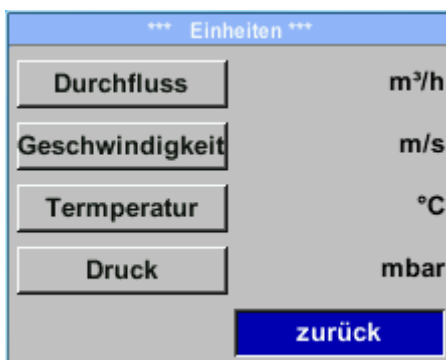 *** Einheiten ***
Durchfluss m³/h
Geschwindigkeit m/s
Termperatur °C
Druck mbar
zurück